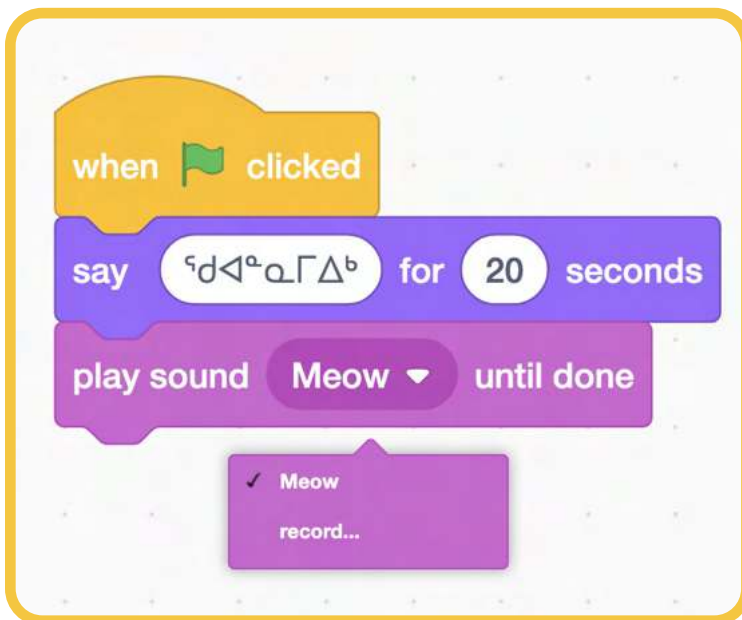 when clicked
say ᖁᐊᓐᓇᒥᐃᒃ for 20 seconds
play sound Meow until done
✓ Meow
record...